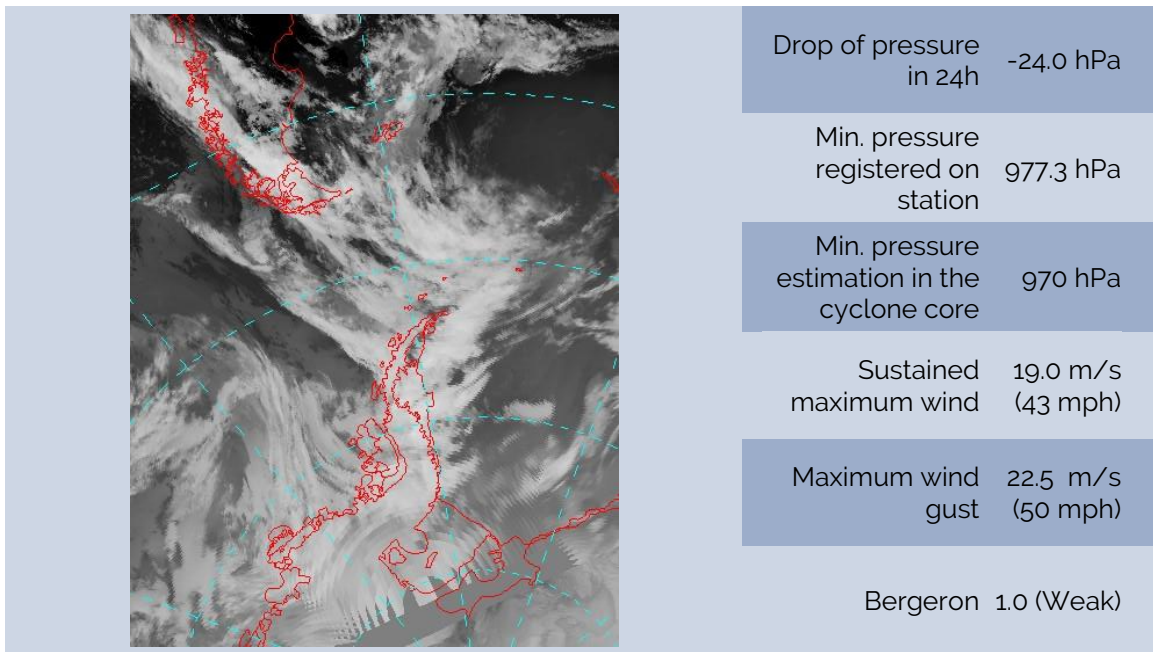 Drop of pressure
in 24h
-24.0 hPa
Min. pressure
registered on
station
977.3 hPa
Min. pressure
estimation in the
cyclone core
970 hPa
Sustained
maximum wind
19.0 m/s
(43 mph)
Maximum wind
gust
22.5 m/s
(50 mph)
Bergeron
1.0 (Weak)